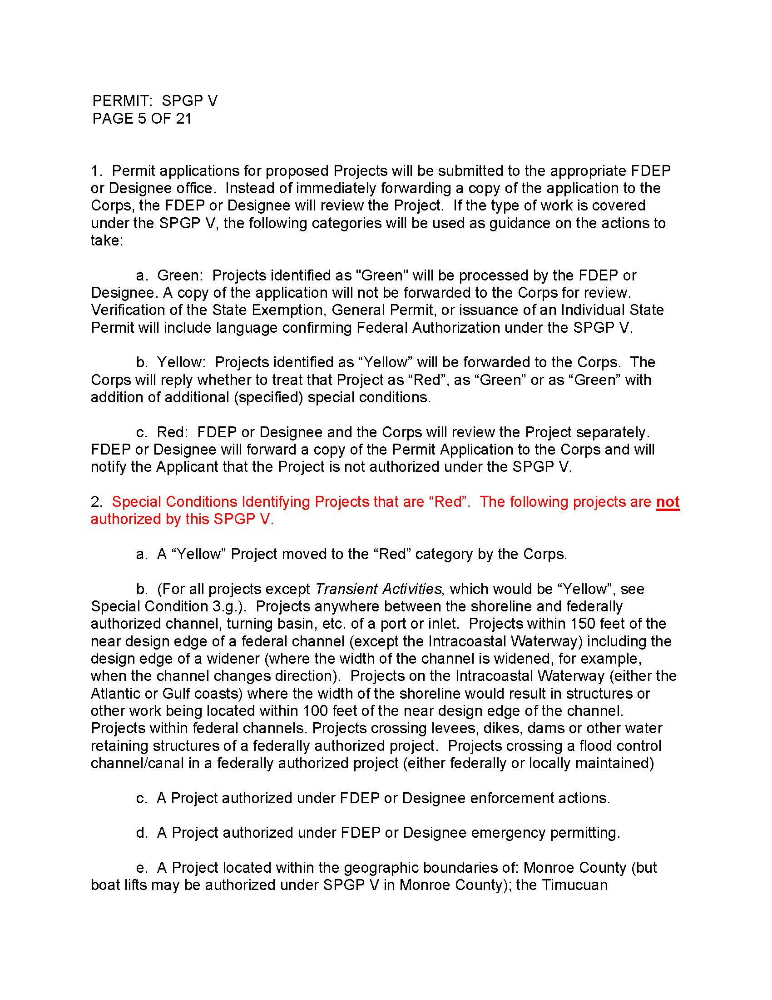 PERMIT:  SPGP V
PAGE 5 OF 21
1.  Permit applications for proposed Projects will be submitted to the appropriate FDEP
or Designee office.  Instead of immediately forwarding a copy of the application to the
Corps, the FDEP or Designee will review the Project.  If the type of work is covered
under the SPGP V, the following categories will be used as guidance on the actions to
take:
a.  Green:  Projects identified as "Green" will be processed by the FDEP or
Designee. A copy of the application will not be forwarded to the Corps for review.
Verification of the State Exemption, General Permit, or issuance of an Individual State
Permit will include language confirming Federal Authorization under the SPGP V.
b.  Yellow:  Projects identified as “Yellow” will be forwarded to the Corps.  The
Corps will reply whether to treat that Project as “Red”, as “Green” or as “Green” with
addition of additional (specified) special conditions.
c.  Red:  FDEP or Designee and the Corps will review the Project separately.
FDEP or Designee will forward a copy of the Permit Application to the Corps and will
notify the Applicant that the Project is not authorized under the SPGP V.
2.  Special Conditions Identifying Projects that are “Red”.  The following projects are not
authorized by this SPGP V.
a.  A “Yellow” Project moved to the “Red” category by the Corps.
b.  (For all projects except Transient Activities, which would be “Yellow”, see
Special Condition 3.g.).  Projects anywhere between the shoreline and federally
authorized channel, turning basin, etc. of a port or inlet.  Projects within 150 feet of the
near design edge of a federal channel (except the Intracoastal Waterway) including the
design edge of a widener (where the width of the channel is widened, for example,
when the channel changes direction).  Projects on the Intracoastal Waterway (either the
Atlantic or Gulf coasts) where the width of the shoreline would result in structures or
other work being located within 100 feet of the near design edge of the channel.
Projects within federal channels. Projects crossing levees, dikes, dams or other water
retaining structures of a federally authorized project.  Projects crossing a flood control
channel/canal in a federally authorized project (either federally or locally maintained)
c.  A Project authorized under FDEP or Designee enforcement actions.
d.  A Project authorized under FDEP or Designee emergency permitting.
e.  A Project located within the geographic boundaries of: Monroe County (but
boat lifts may be authorized under SPGP V in Monroe County); the Timucuan